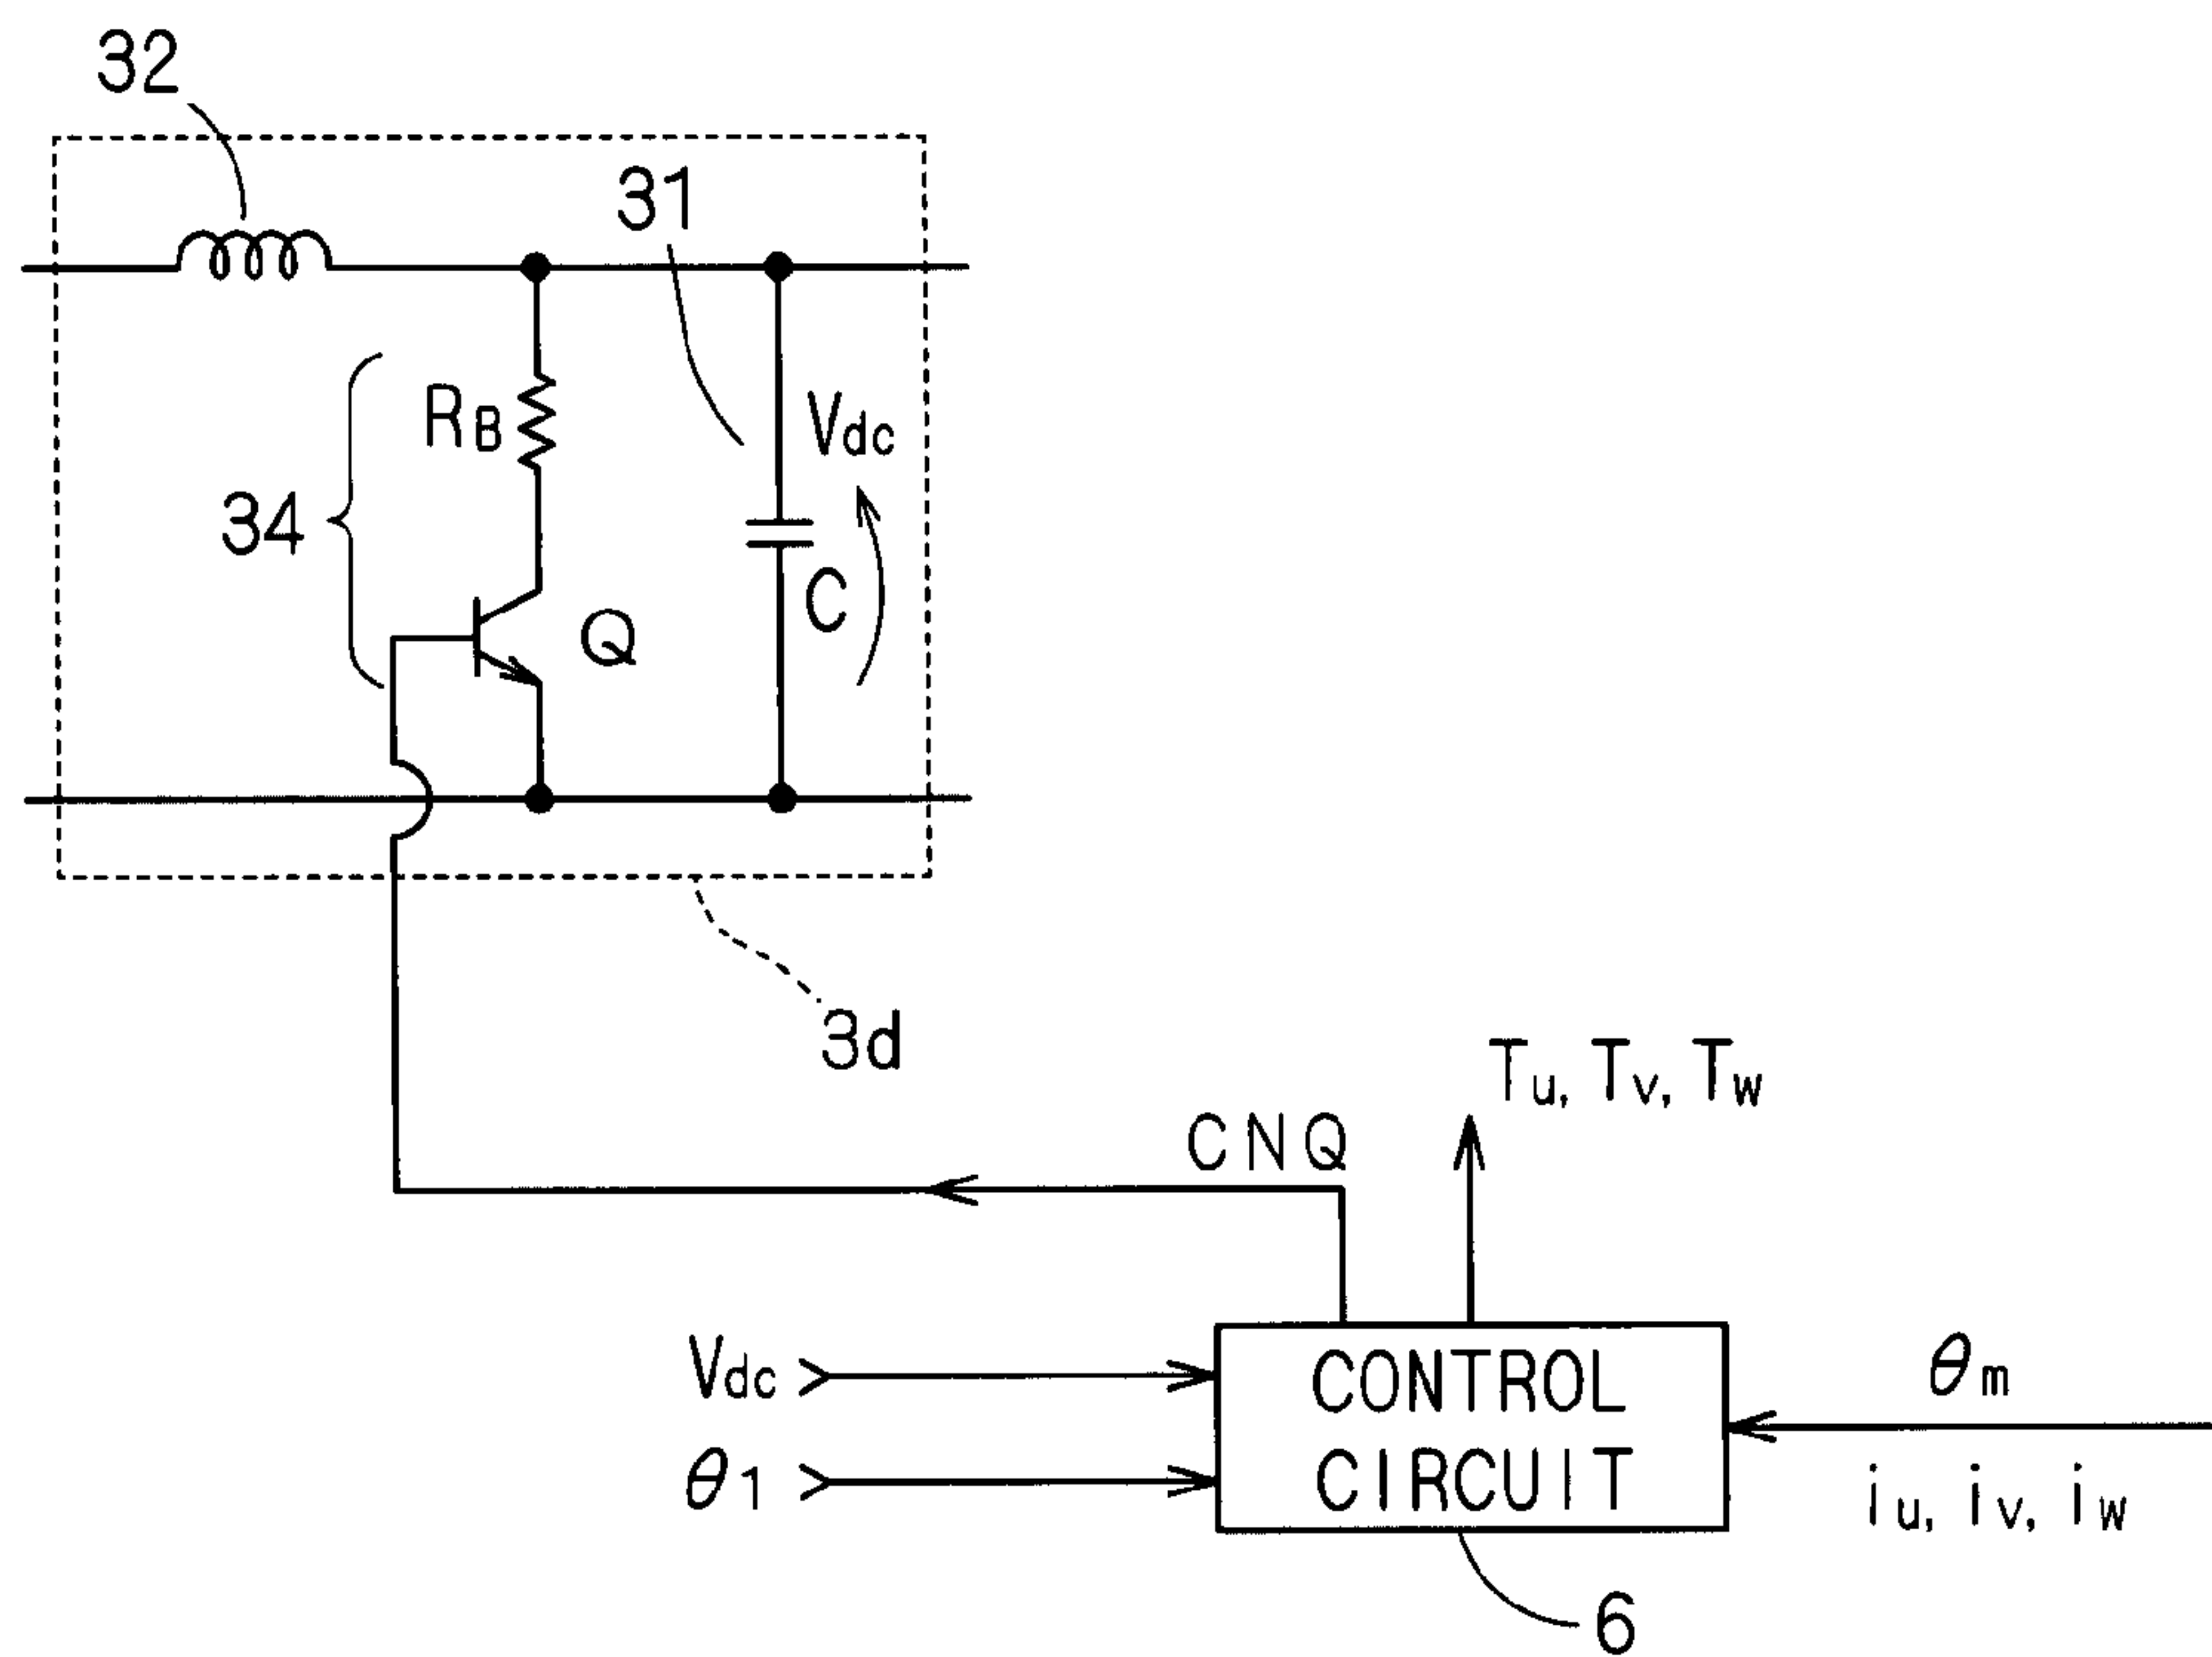 32
31
RB
Vdc
34
C
Q
3d
Tu, Tv, Tw
CNQ
Vdc
θ1
CONTROL
CIRCUIT
θm
iu, iv, iw
6